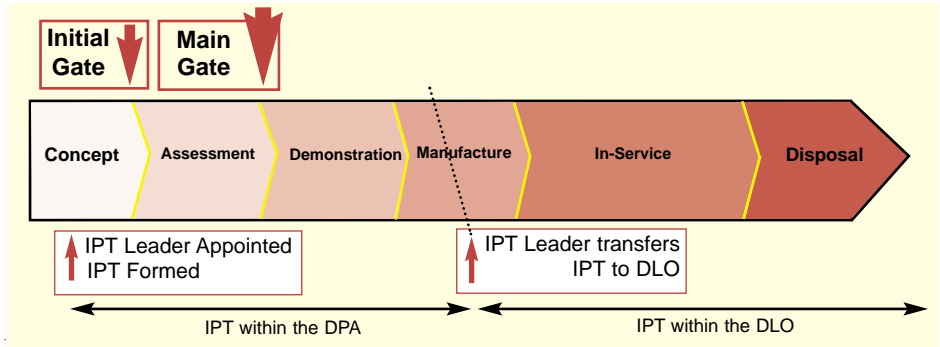 Initial
Gate
Main
Gate
Concept
Assessment
Demonstration
Manufacture
In-Service
Disposal
IPT Leader Appointed
IPT Formed
IPT Leader transfers
IPT to DLO
IPT within the DPA
IPT within the DLO